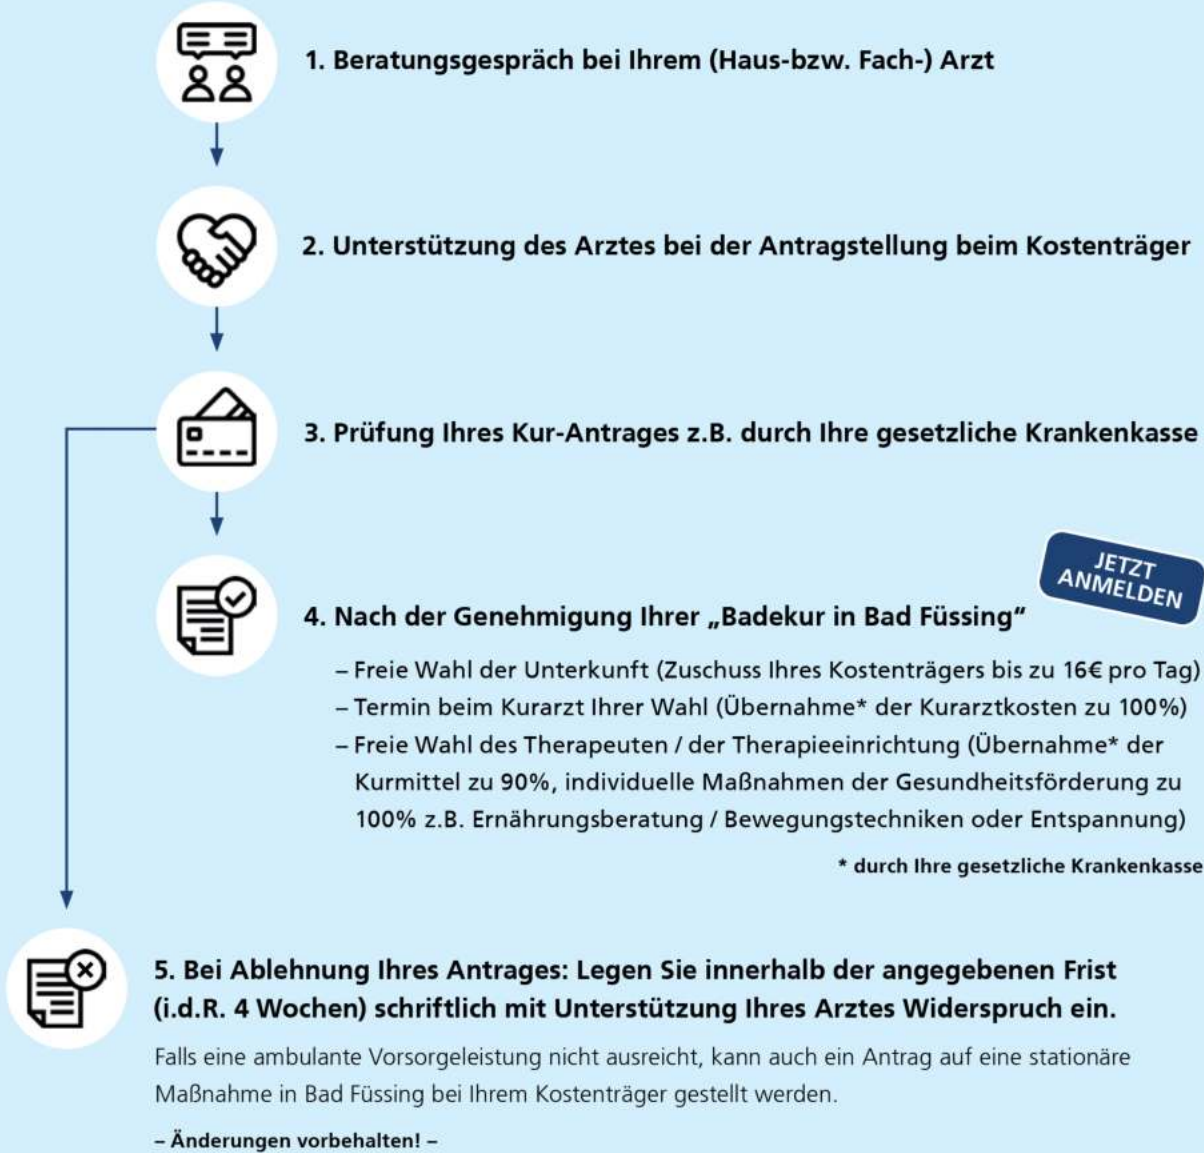 1. Beratungsgespräch bei Ihrem (Haus-bzw. Fach-) Arzt
2. Unterstützung des Arztes bei der Antragstellung beim Kostenträger
3. Prüfung Ihres Kur-Antrages z.B. durch Ihre gesetzliche Krankenkasse
JETZT
ANMELDEN
4. Nach der Genehmigung Ihrer „Badekur in Bad Füssing“
– Freie Wahl der Unterkunft (Zuschuss Ihres Kostenträgers bis zu 16€ pro Tag)
– Termin beim Kurarzt Ihrer Wahl (Übernahme* der Kurarztkosten zu 100%)
– Freie Wahl des Therapeuten / der Therapieeinrichtung (Übernahme* der
Kurmittel zu 90%, individuelle Maßnahmen der Gesundheitsförderung zu
100% z.B. Ernährungsberatung / Bewegungstechniken oder Entspannung)
* durch Ihre gesetzliche Krankenkasse
5. Bei Ablehnung Ihres Antrages: Legen Sie innerhalb der angegebenen Frist
(i.d.R. 4 Wochen) schriftlich mit Unterstützung Ihres Arztes Widerspruch ein.
Falls eine ambulante Vorsorgeleistung nicht ausreicht, kann auch ein Antrag auf eine stationäre
Maßnahme in Bad Füssing bei Ihrem Kostenträger gestellt werden.
– Änderungen vorbehalten! –